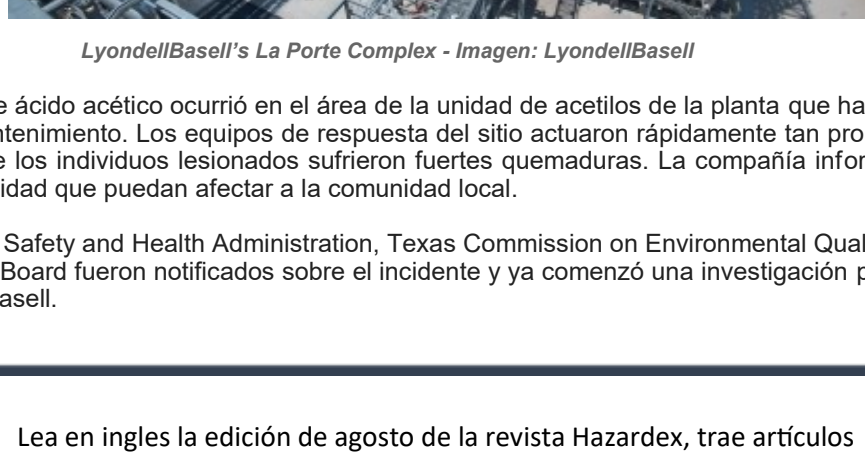 LyondellBasell's La Porte Complex - Imagen: LyondellBasell
e ácido acético ocurrió en el área de la unidad de acetilos de la planta que ha
ntenimiento. Los equipos de respuesta del sitio actuaron rápidamente tan pro
e los individuos lesionados sufrieron fuertes quemaduras. La compañía infor
idad que puedan afectar a la comunidad local.
Safety and Health Administration, Texas Commission on Environmental Qual
Board fueron notificados sobre el incidente y ya comenzó una investigación p
asell.
Lea en ingles la edición de agosto de la revista Hazardex, trae artículos